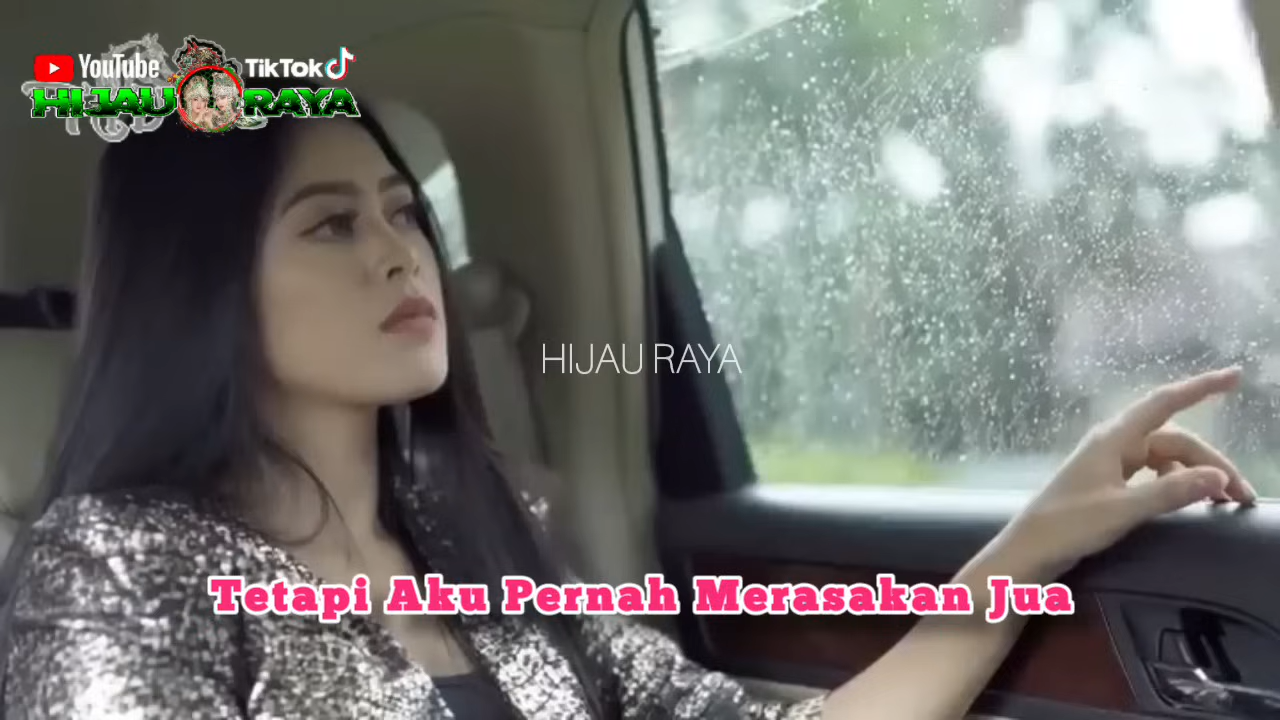 YouTube TikTok
HIJAU RAYA
HIJAU RAYA
Tetapi Aku Pernah Merasakan Jua